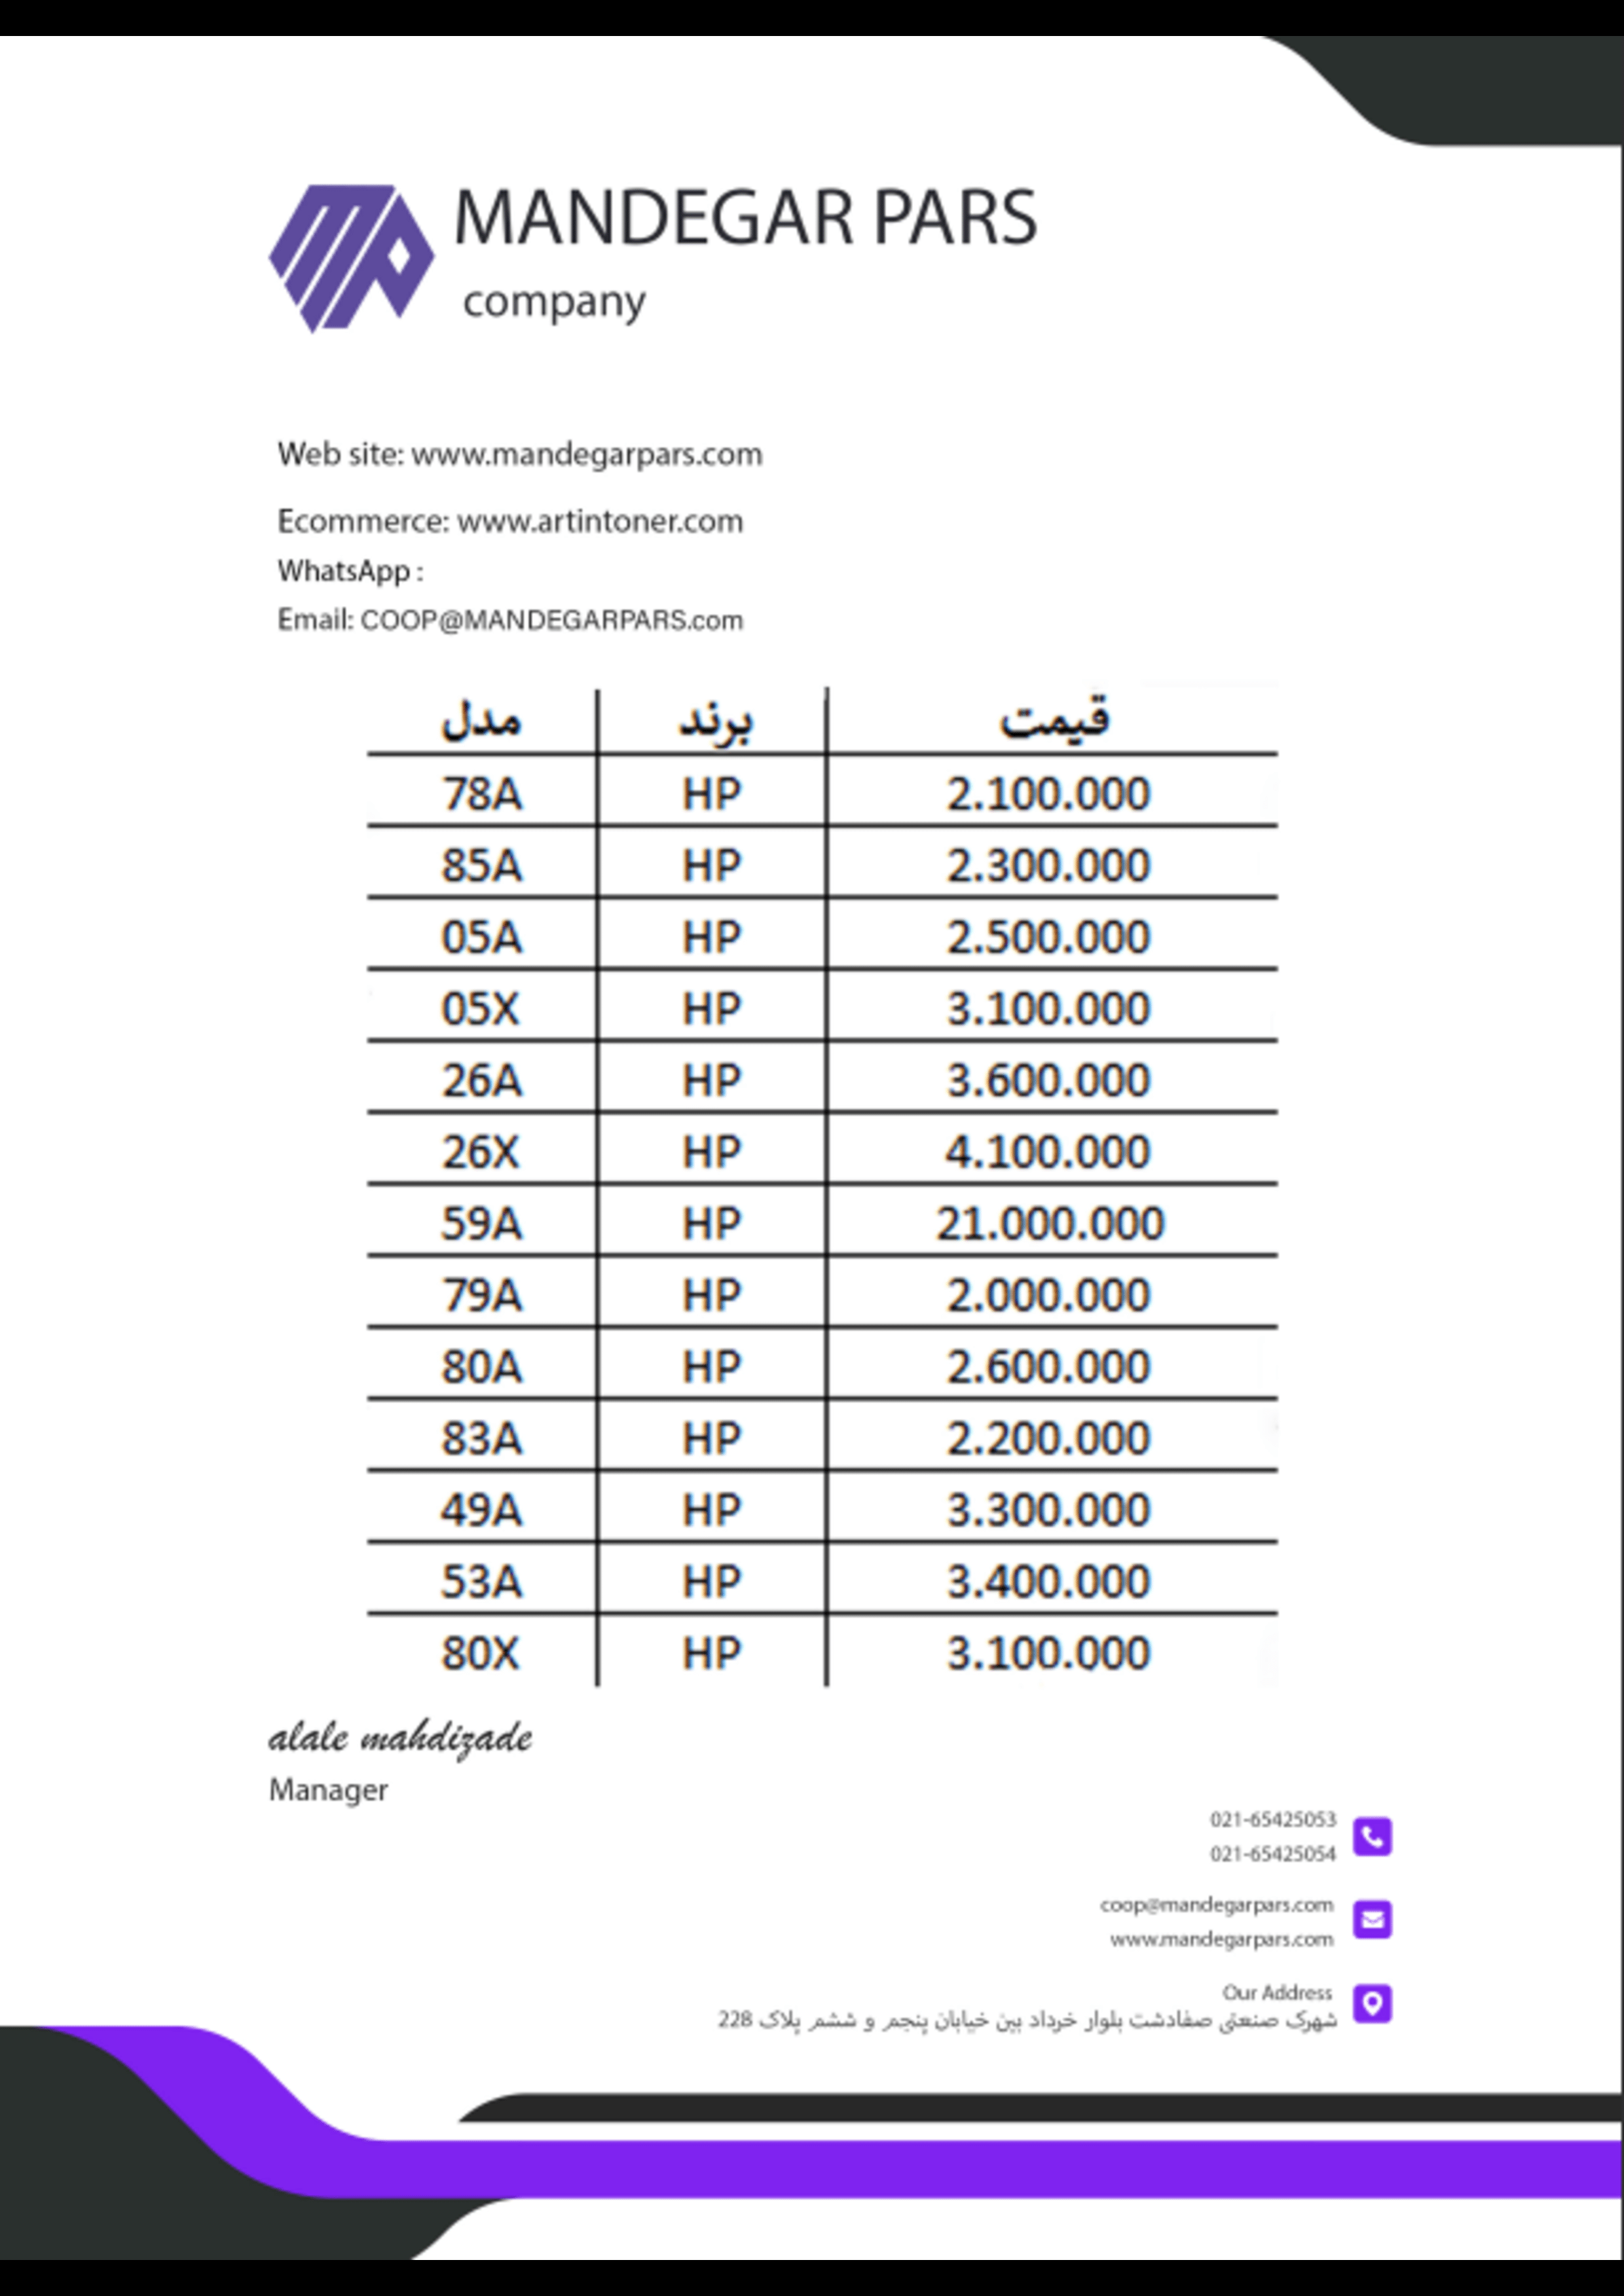 MANDEGAR PARS
company
Web site: www.mandegarpars.com
Ecommerce: www.artintoner.com
WhatsApp :
Email: COOP@MANDEGARPARS.com
مدل برند قیمت
78A HP 2.100.000
85A HP 2.300.000
05A HP 2.500.000
05X HP 3.100.000
26A HP 3.600.000
26X HP 4.100.000
59A HP 21.000.000
79A HP 2.000.000
80A HP 2.600.000
83A HP 2.200.000
49A HP 3.300.000
53A HP 3.400.000
80X HP 3.100.000
alale mahdizade
Manager
021-65425053
021-65425054
coop@mandegarpars.com
www.mandegarpars.com
Our Address
شهرک صنعتی صفادشت بلوار خرداد بین خیابان پنجم و ششم پلاک 228